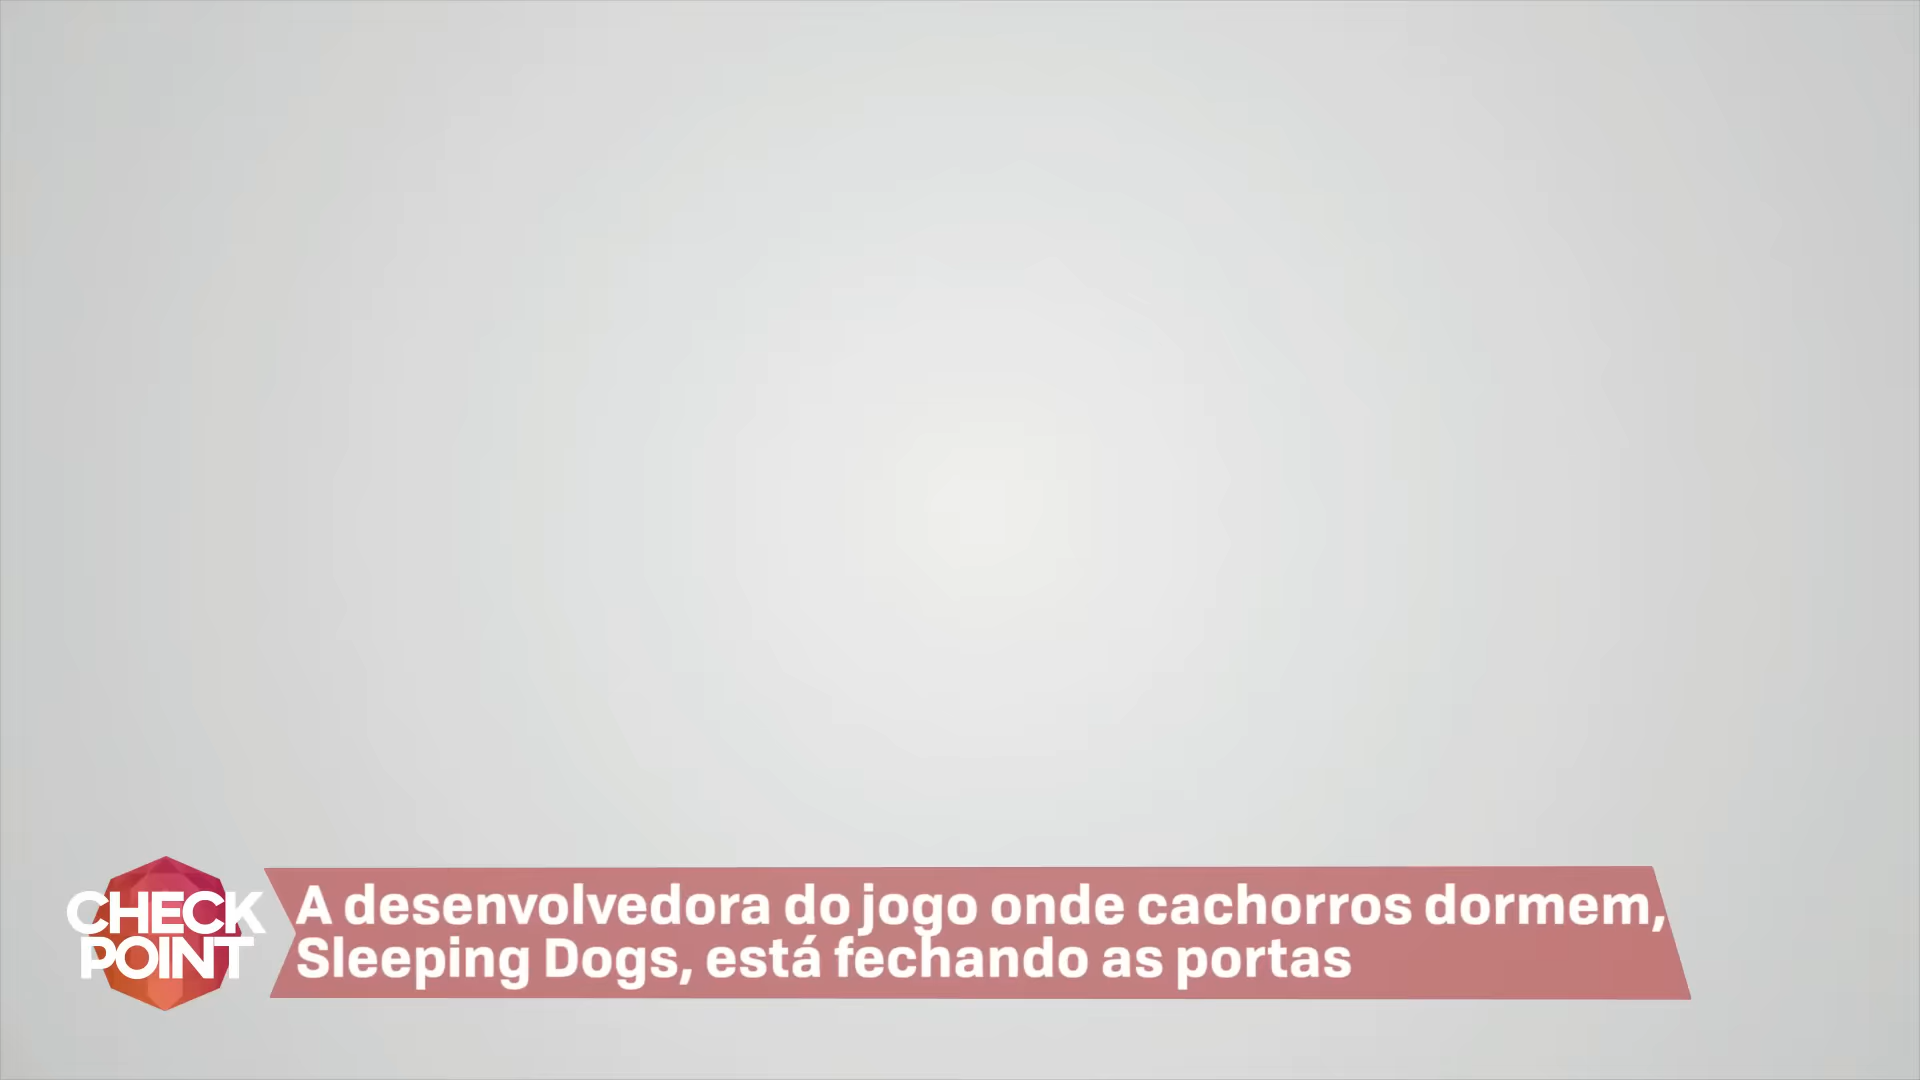 CHECK
POINT
A desenvolvedora do jogo onde cachorros dormem,
Sleeping Dogs, está fechando as portas